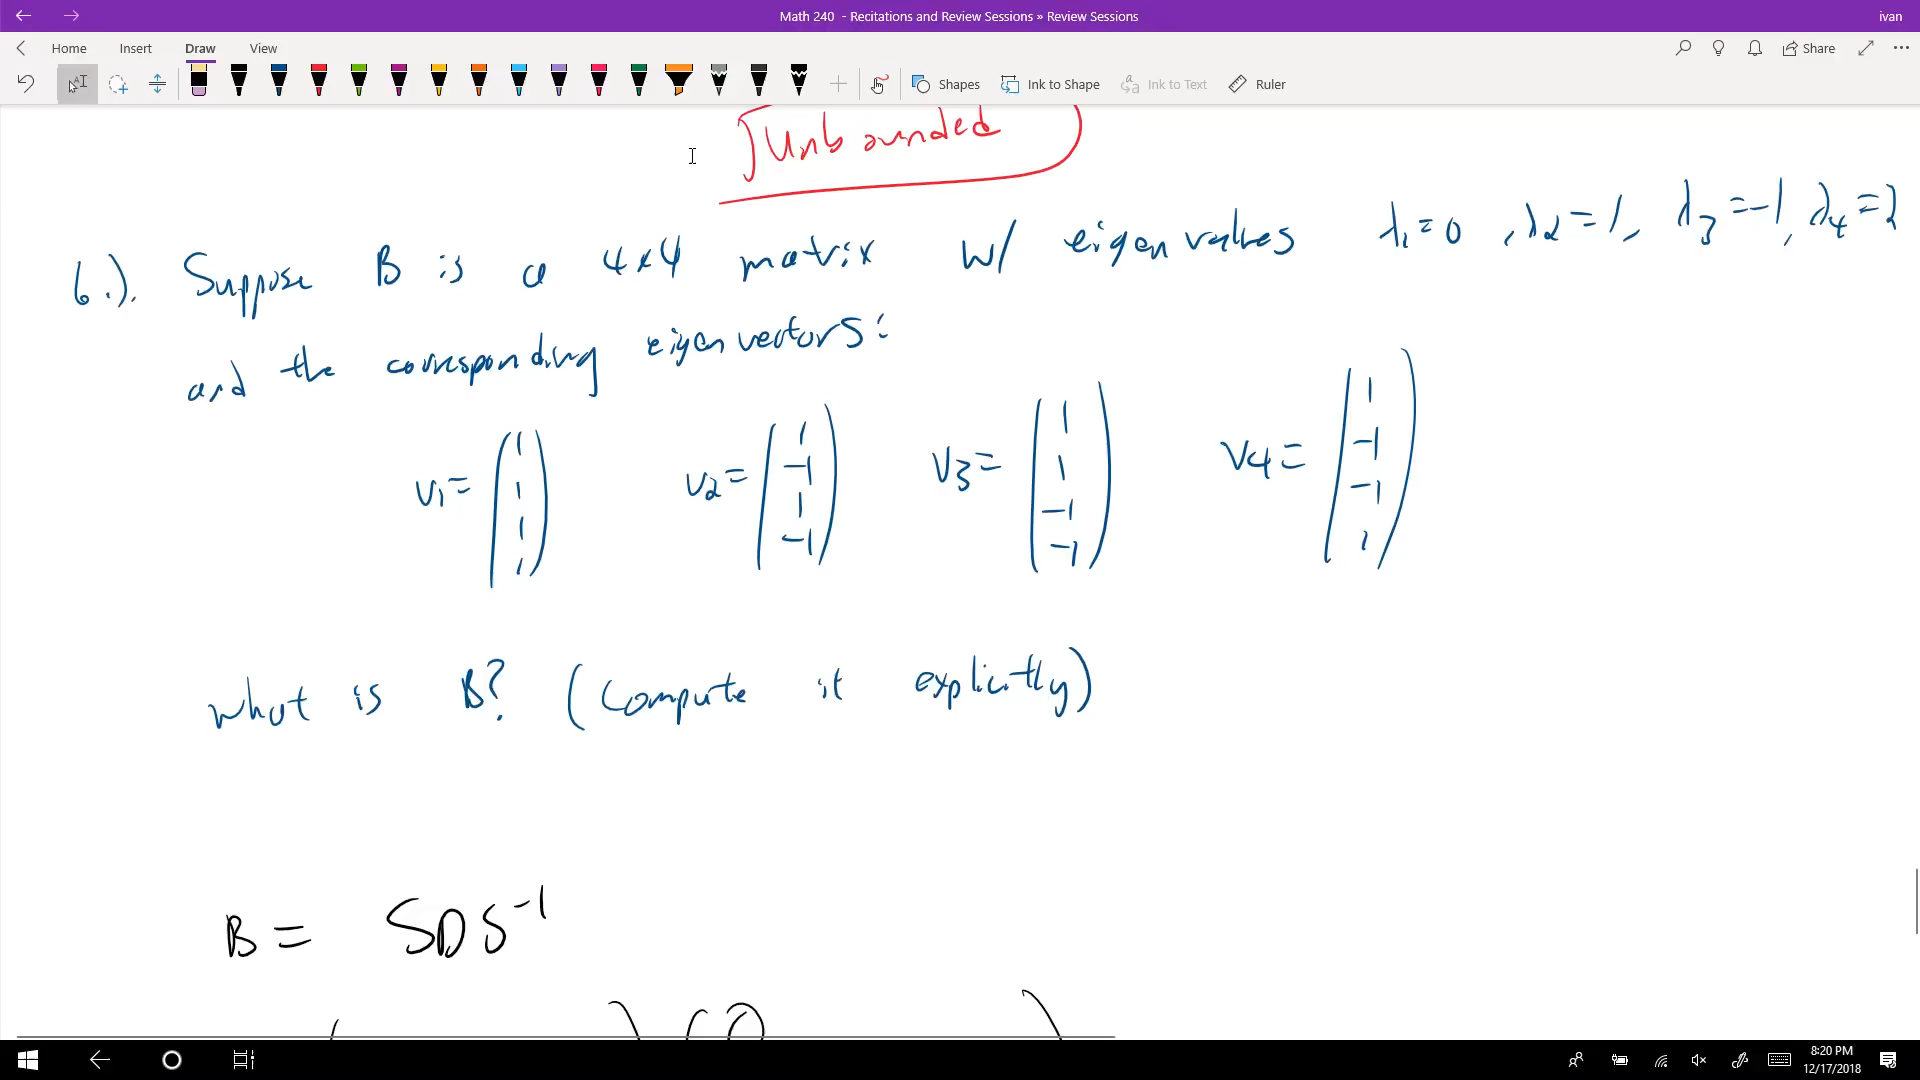 Math 240 - Recitations and Review Sessions » Review Sessions
ivan
Home Insert Draw View
Share
Shapes Ink to Shape Ink to Text Ruler
Unbounded
6.). Suppose B is a 4x4 matrix w/ eigenvalues λ1=0, λ2=1, λ3=-1, λ4=2
and the corresponding eigenvectors:
v1= (1 1 1 1) v2= (1 -1 1 -1) v3= (1 1 -1 -1) v4= (1 -1 -1 1)
What is B? (compute it explicitly)
B = SDS⁻¹
8:20 PM
12/17/2018